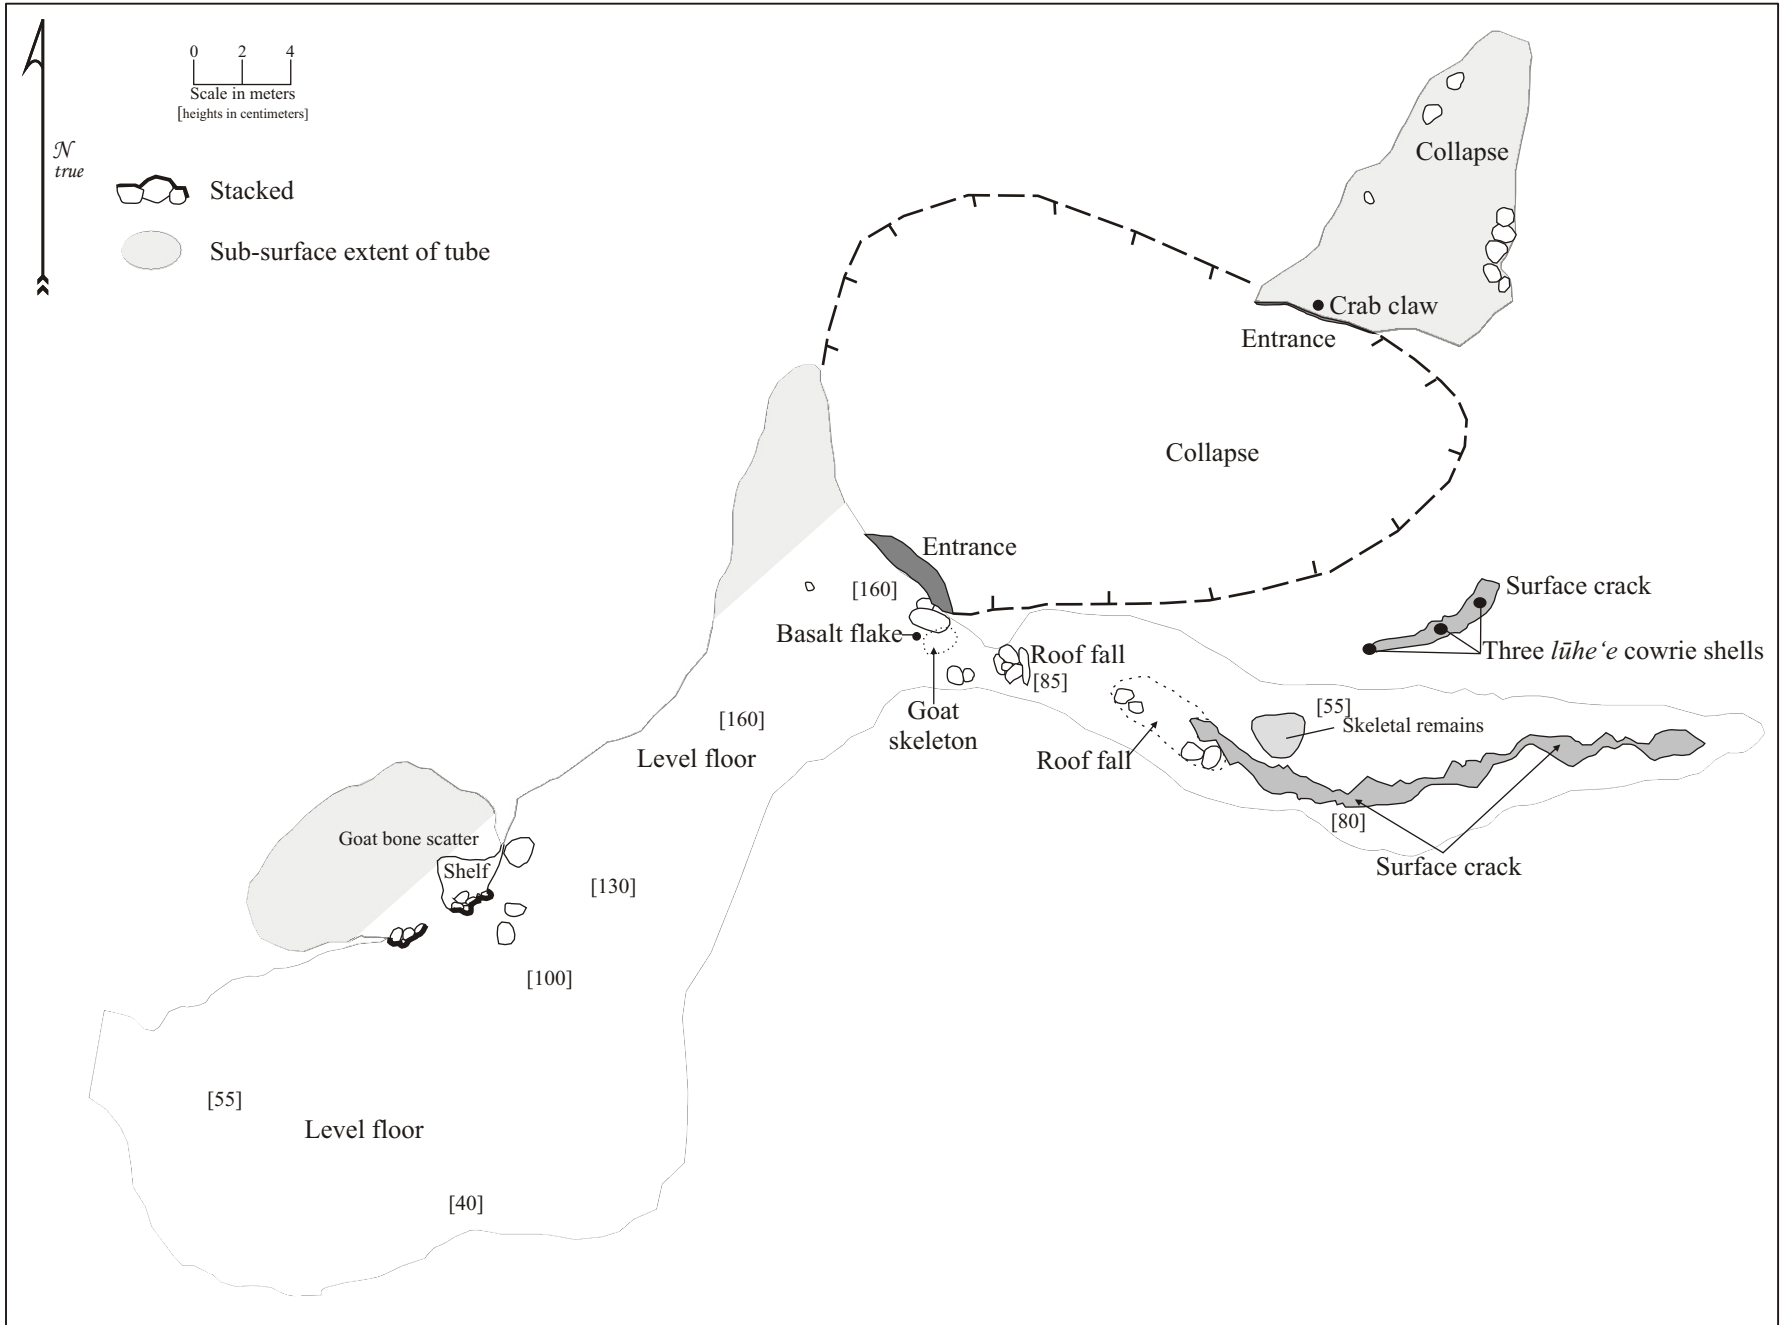 0 2 4
Scale in meters
[heights in centimeters]
N
true
Stacked
Sub-surface extent of tube
Collapse
Crab claw
Entrance
Collapse
Entrance
[160]
Basalt flake
Surface crack
Three lūhe‘e cowrie shells
Roof fall
[85]
Goat
skeleton
[160]
Level floor
[55]
Skeletal remains
Roof fall
[80]
Surface crack
Goat bone scatter
Shelf
[130]
[100]
[55]
Level floor
[40]